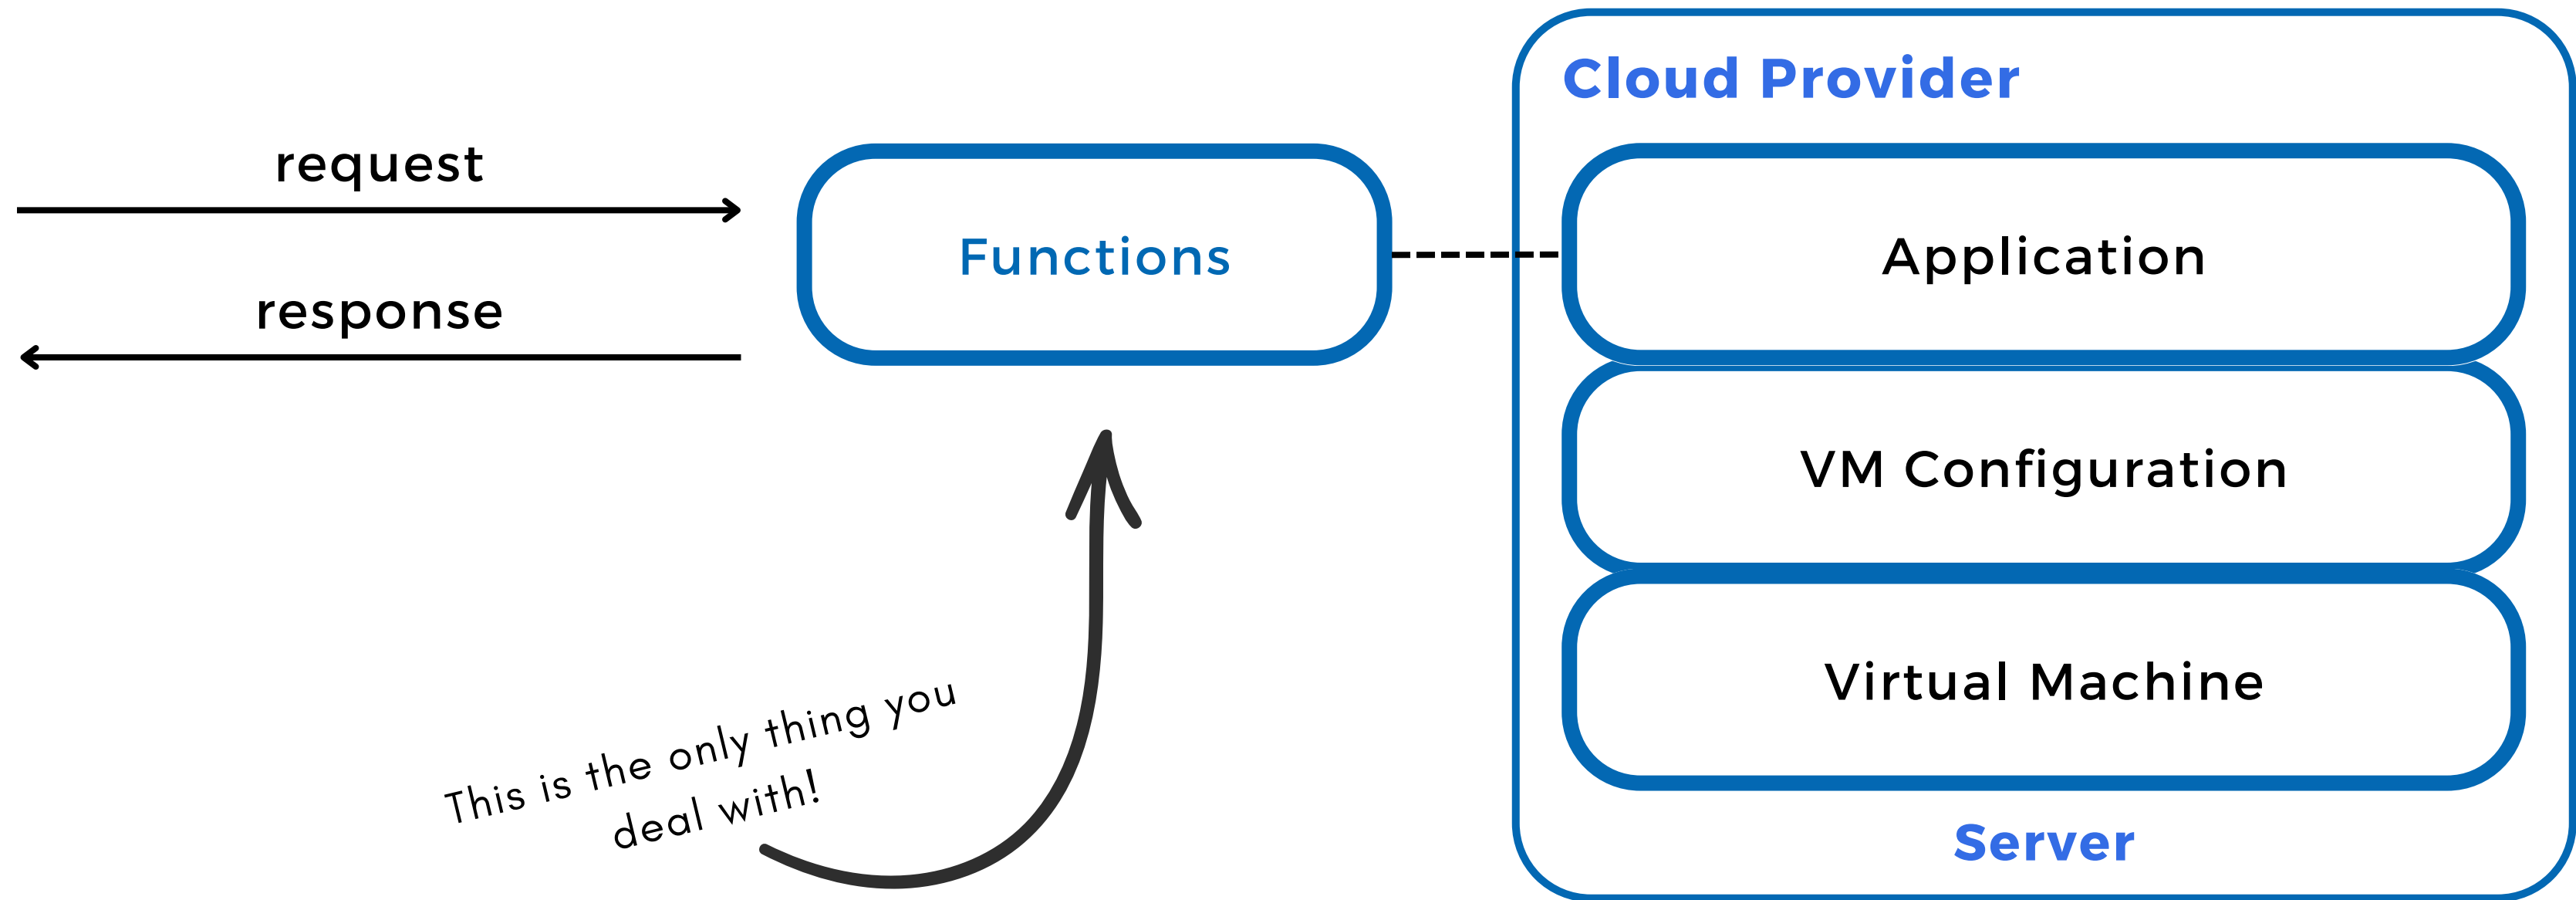 Cloud Provider
request
response
Functions
Application
VM Configuration
Virtual Machine
This is the only thing you
deal with!
Server